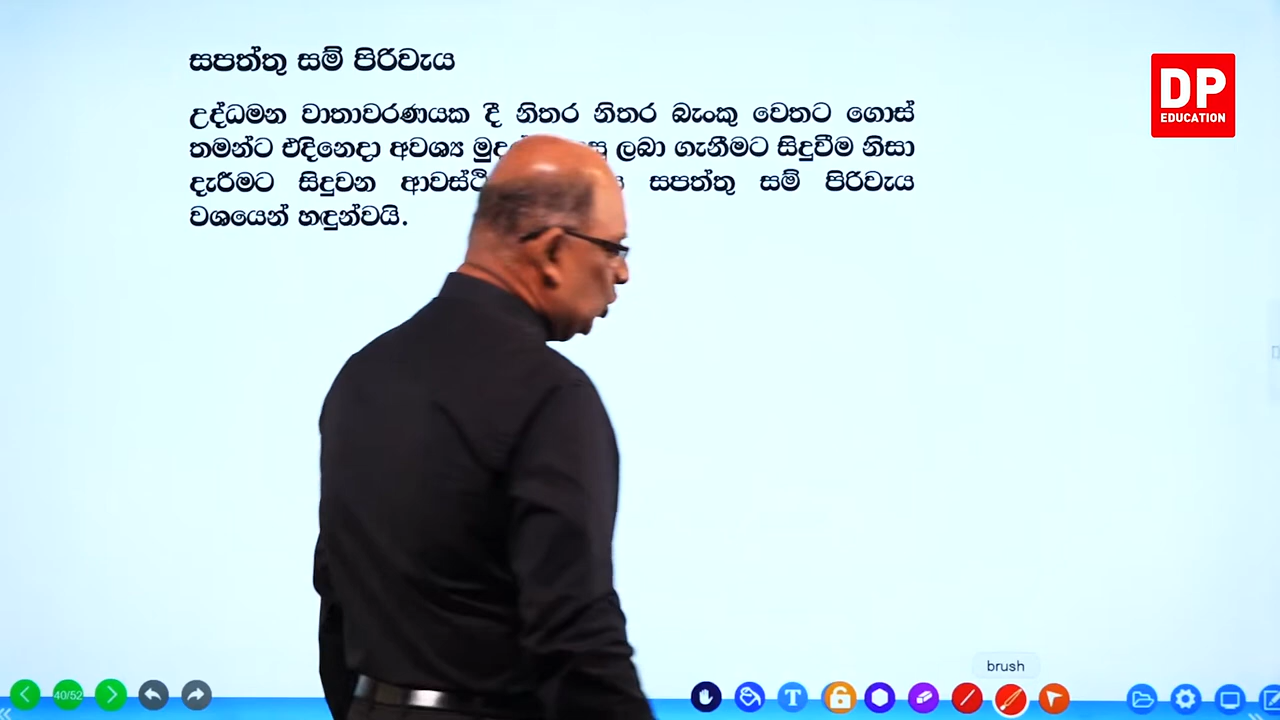 සපත්තු සම් පිරිවැය
DP
EDUCATION
උද්ධමන වාතාවරණයක දී නිතර නිතර බැංකු වෙතට ගොස්
තමන්ට එදිනෙදා අවශ්‍ය ලබා ගැනීමට සිදුවීම නිසා
දැරීමට සිදුවන සපත්තු සම් පිරිවැය
වශයෙන් හඳුන්වයි.
brush
40/52